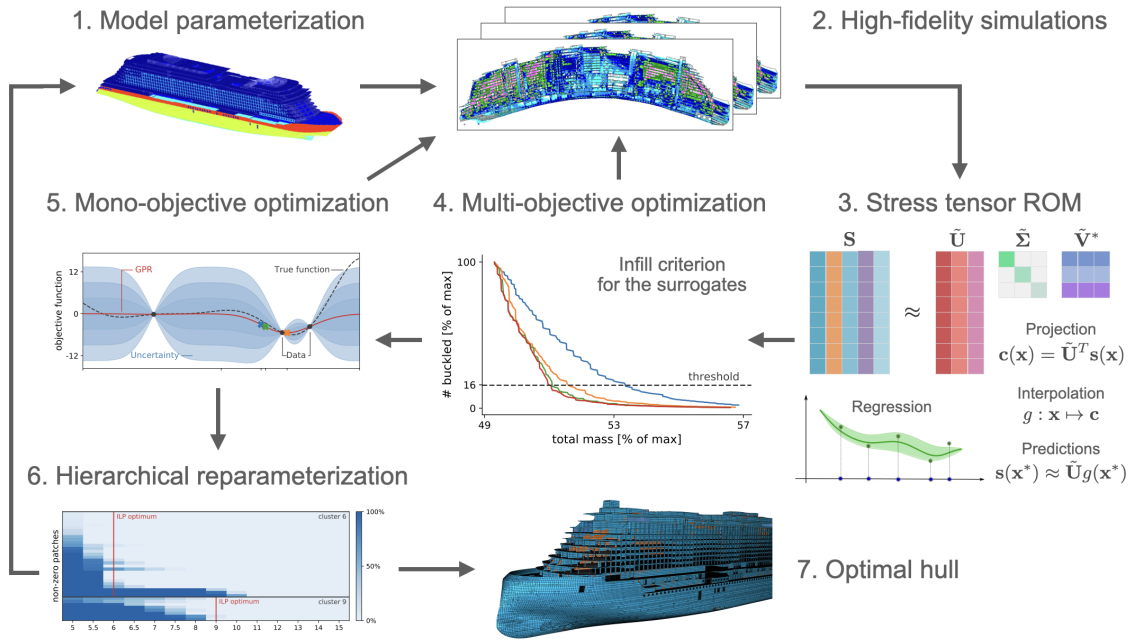 1. Model parameterization
2. High-fidelity simulations
5. Mono-objective optimization
4. Multi-objective optimization
3. Stress tensor ROM
S
Ũ
Σ̃
Ṽ*
≈
Projection
c(x) = Ũᵀs(x)
Interpolation
g : x ↦ c
Predictions
s(x*) ≈ Ũg(x*)
Regression
objective function
12
0
-12
GPR
True function
Uncertainty
Data
# buckled [% of max]
100
16
0
Infill criterion
for the surrogates
threshold
49
53
57
total mass [% of max]
6. Hierarchical reparameterization
non-zero patches
ILP optimum
cluster 6
ILP optimum
cluster 9
5 5.5 6 6.5 7 7.5 8 8.5 9 9.5 10 11 12 13 14 15
100%
50%
0%
7. Optimal hull